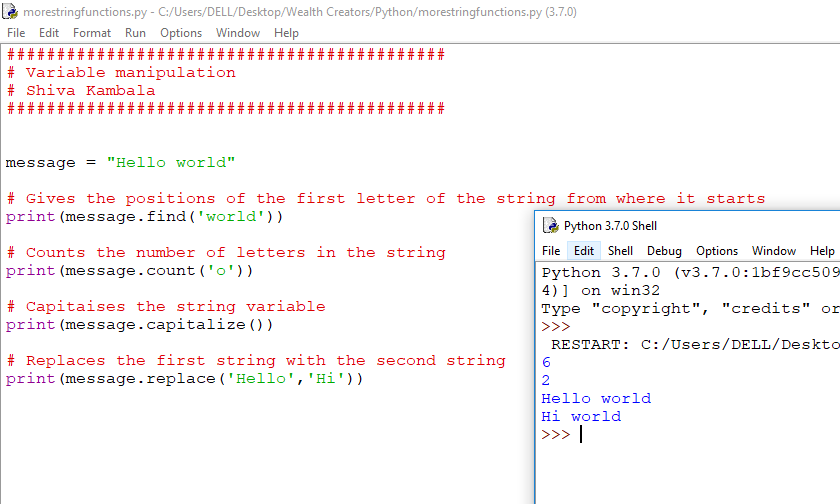 morestringfunctions.py - C:/Users/DELL/Desktop/Wealth Creators/Python/morestringfunctions.py (3.7.0)
File Edit Format Run Options Window Help
############################################
# Variable manipulation
# Shiva Kambala
############################################
message = "Hello world"
# Gives the positions of the first letter of the string from where it starts
print(message.find('world'))
# Counts the number of letters in the string
print(message.count('o'))
# Capitaises the string variable
print(message.capitalize())
# Replaces the first string with the second string
print(message.replace('Hello','Hi'))
Python 3.7.0 Shell
File Edit Shell Debug Options Window Help
Python 3.7.0 (v3.7.0:1bf9cc509
4)] on win32
Type "copyright", "credits" or
>>>
RESTART: C:/Users/DELL/Deskto
6
2
Hello world
Hi world
>>>